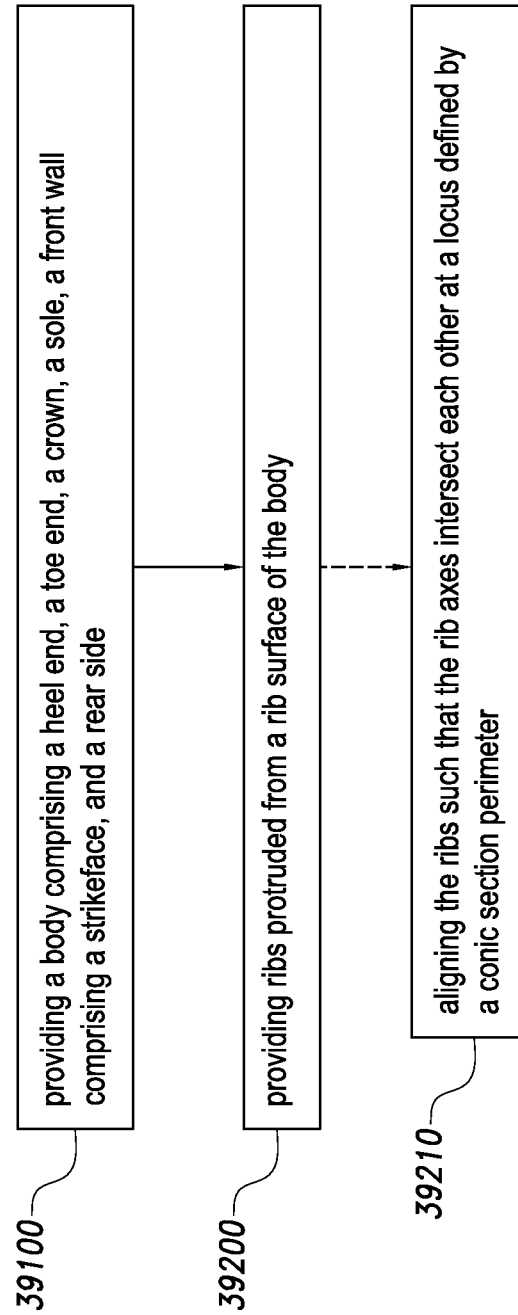 39100
providing a body comprising a heel end, a toe end, a crown, a sole, a front wall
comprising a strikeface, and a rear side
39200
providing ribs protruded from a rib surface of the body
39210
aligning the ribs such that the rib axes intersect each other at a locus defined by
a conic section perimeter